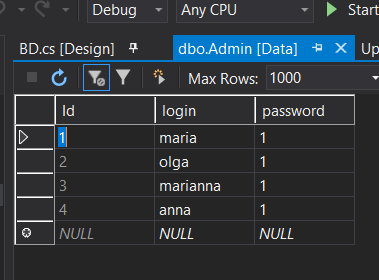 Debug Any CPU Start
BD.cs [Design] dbo.Admin [Data] Up
Max Rows: 1000
Id login password
1 maria 1
2 olga 1
3 marianna 1
4 anna 1
NULL NULL NULL